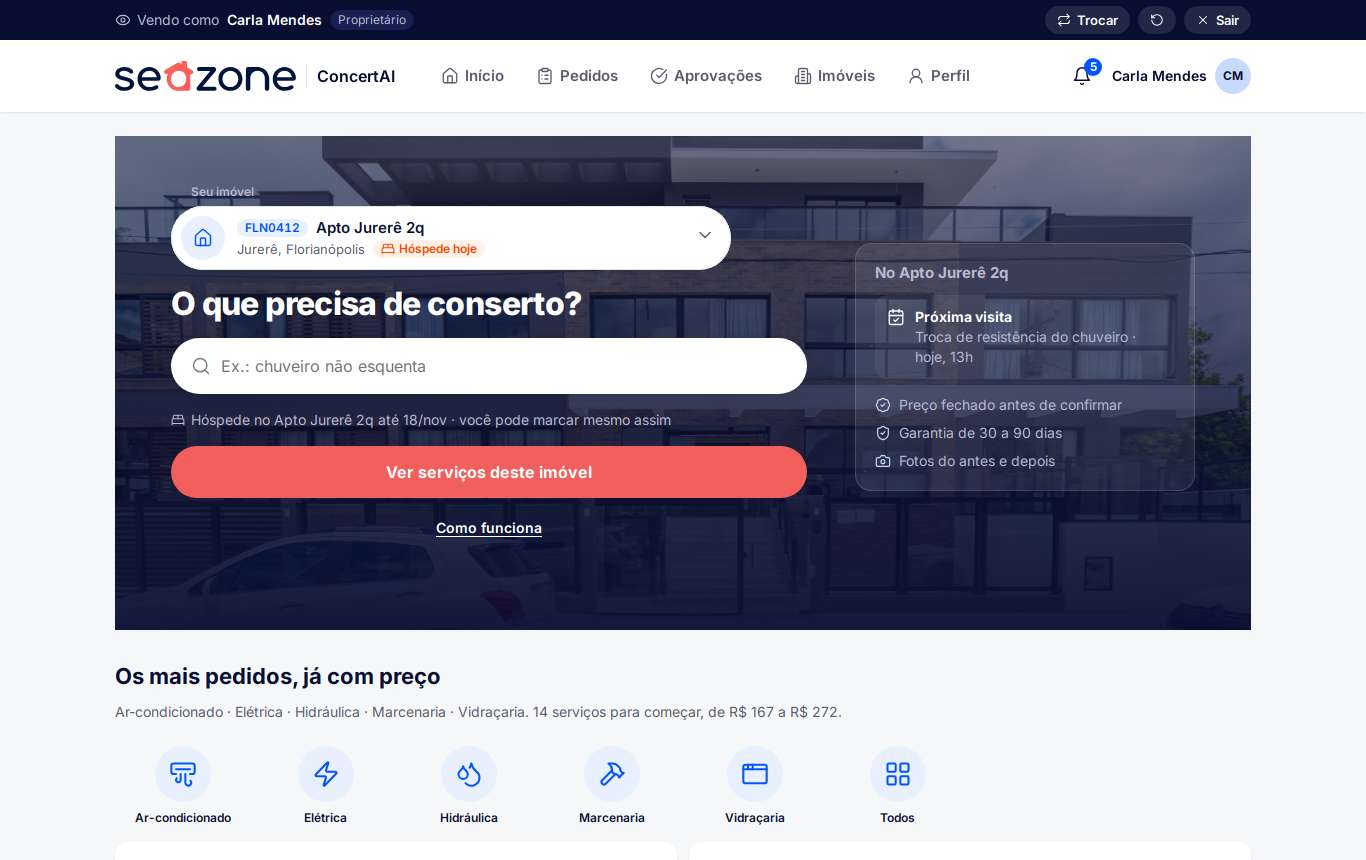 Vendo como Carla Mendes Proprietário
Trocar
Sair
seazone ConcertAI
Início
Pedidos
Aprovações
Imóveis
Perfil
5
Carla Mendes CM
Seu imóvel
FLN0412 Apto Jurerê 2q
Jurerê, Florianópolis Hóspede hoje
O que precisa de conserto?
Ex.: chuveiro não esquenta
Hóspede no Apto Jurerê 2q até 18/nov · você pode marcar mesmo assim
Ver serviços deste imóvel
Como funciona
No Apto Jurerê 2q
Próxima visita
Troca de resistência do chuveiro ·
hoje, 13h
Preço fechado antes de confirmar
Garantia de 30 a 90 dias
Fotos do antes e depois
Os mais pedidos, já com preço
Ar-condicionado · Elétrica · Hidráulica · Marcenaria · Vidraçaria. 14 serviços para começar, de R$ 167 a R$ 272.
Ar-condicionado
Elétrica
Hidráulica
Marcenaria
Vidraçaria
Todos